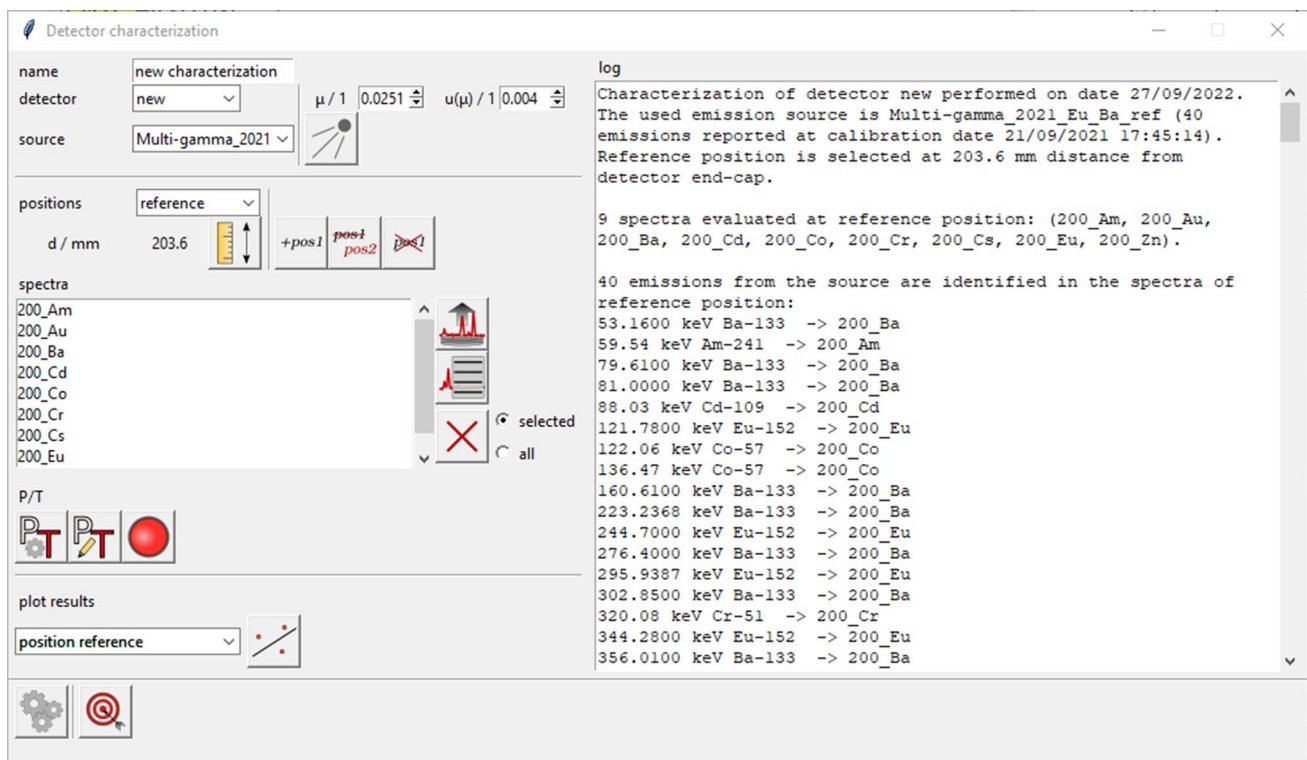 Detector characterization
name new characterization
detector new μ / 1 0.0251 u(μ) / 1 0.004
source Multi-gamma_2021
positions reference
d / mm 203.6 +pos1 pos1 pos2 pos1
spectra
200_Am
200_Au
200_Ba
200_Cd
200_Co
200_Cr
200_Cs
200_Eu
selected
all
P/T
PT PT
plot results
position reference
log
Characterization of detector new performed on date 27/09/2022.
The used emission source is Multi-gamma_2021_Eu_Ba_ref (40
emissions reported at calibration date 21/09/2021 17:45:14).
Reference position is selected at 203.6 mm distance from
detector end-cap.
9 spectra evaluated at reference position: (200_Am, 200_Au,
200_Ba, 200_Cd, 200_Co, 200_Cr, 200_Cs, 200_Eu, 200_Zn).
40 emissions from the source are identified in the spectra of
reference position:
53.1600 keV Ba-133  -> 200_Ba
59.54 keV Am-241  -> 200_Am
79.6100 keV Ba-133  -> 200_Ba
81.0000 keV Ba-133  -> 200_Ba
88.03 keV Cd-109  -> 200_Cd
121.7800 keV Eu-152  -> 200_Eu
122.06 keV Co-57  -> 200_Co
136.47 keV Co-57  -> 200_Co
160.6100 keV Ba-133  -> 200_Ba
223.2368 keV Ba-133  -> 200_Ba
244.7000 keV Eu-152  -> 200_Eu
276.4000 keV Ba-133  -> 200_Ba
295.9387 keV Eu-152  -> 200_Eu
302.8500 keV Ba-133  -> 200_Ba
320.08 keV Cr-51  -> 200_Cr
344.2800 keV Eu-152  -> 200_Eu
356.0100 keV Ba-133  -> 200_Ba